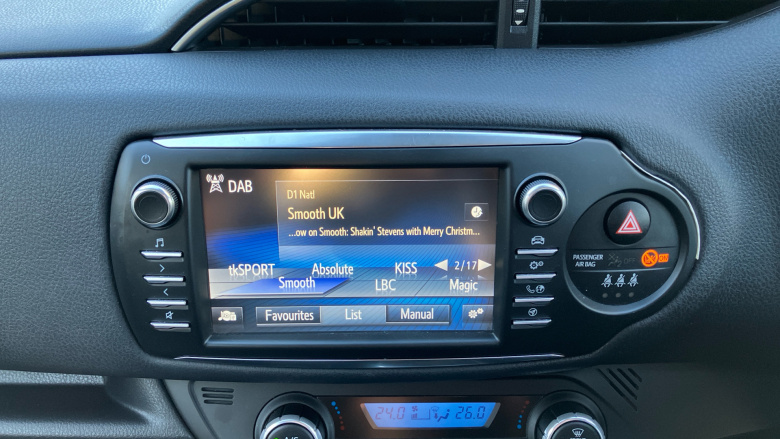 DAB
D1 Natl
Smooth UK
...ow on Smooth: Shakin' Stevens with Merry Christm...
tkSPORT Absolute KISS 2/17
Smooth LBC Magic
Favourites List Manual
PASSENGER
AIR BAG
24.0 26.0
A/C